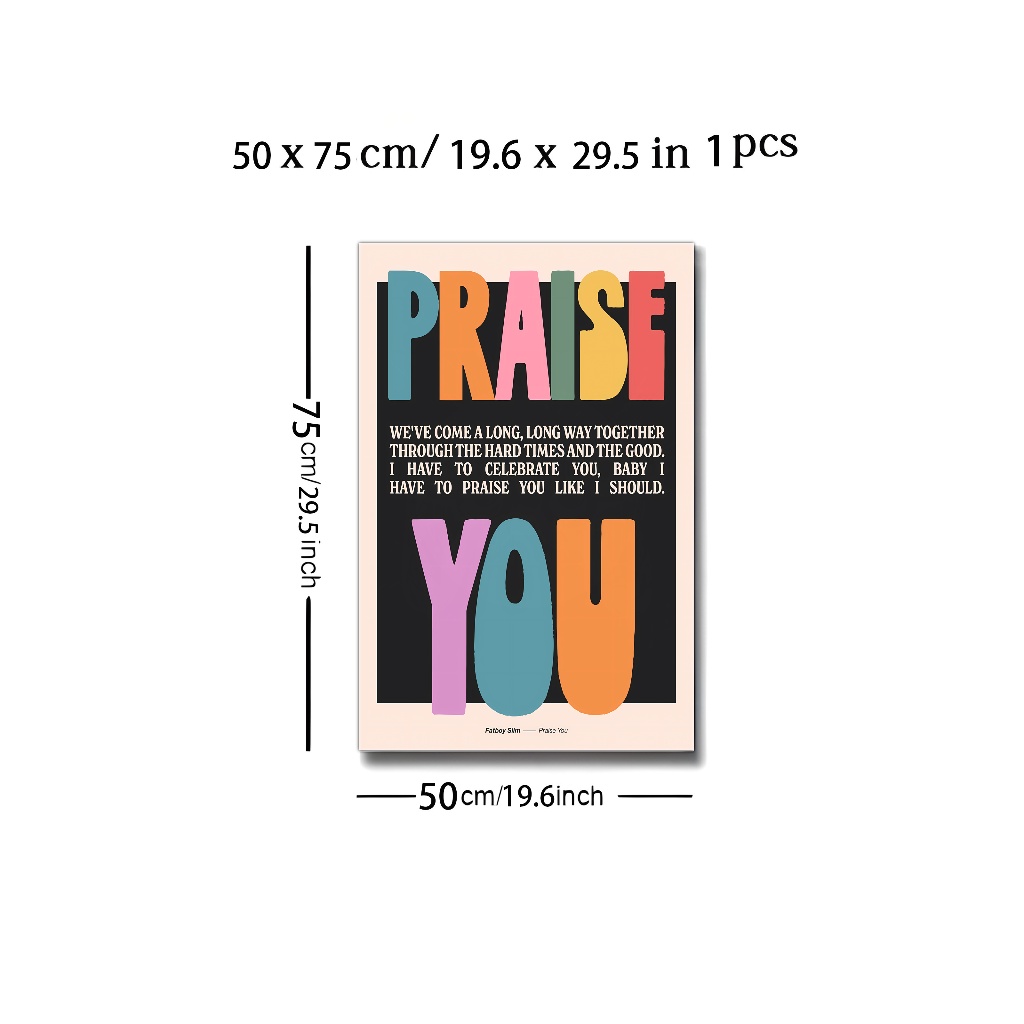 50 x 75 cm/ 19.6 x 29.5 in 1 pcs
PRAISE
WE'VE COME A LONG, LONG WAY TOGETHER
THROUGH THE HARD TIMES AND THE GOOD.
I HAVE TO CELEBRATE YOU, BABY I
HAVE TO PRAISE YOU LIKE I SHOULD.
YOU
Fatboy Slim — Praise You
75cm/29.5inch
50cm/19.6inch